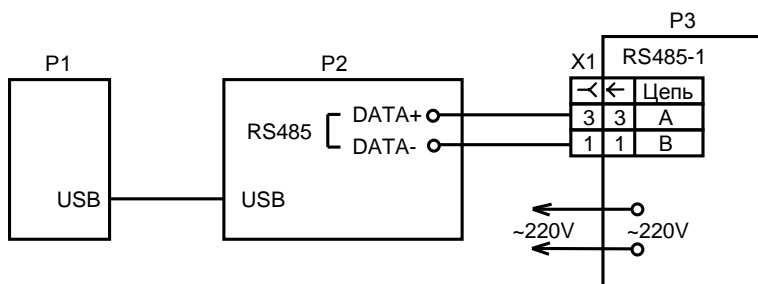 P3
P1
P2
X1
RS485-1
Цепь
RS485
DATA+
3
3
A
DATA-
1
1
B
USB
USB
~220V
~220V